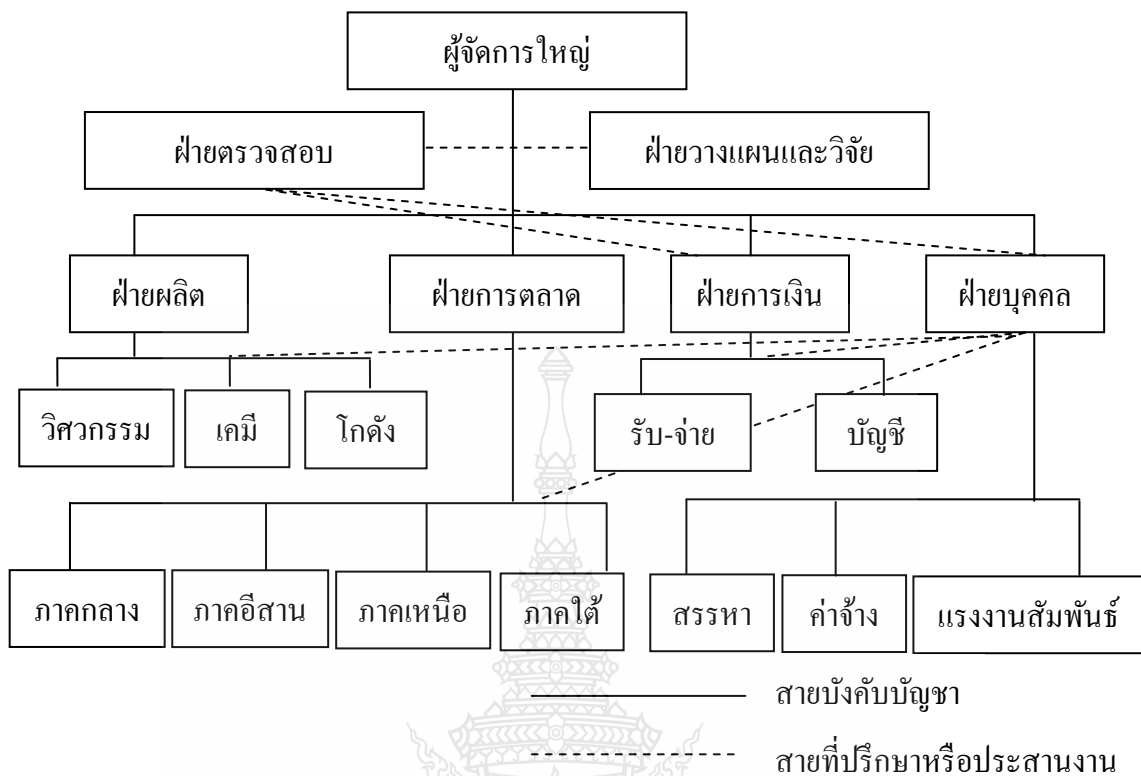 ผู้จัดการใหญ่
ฝ่ายตรวจสอบ
ฝ่ายวางแผนและวิจัย
ฝ่ายผลิต
ฝ่ายการตลาด
ฝ่ายการเงิน
ฝ่ายบุคคล
วิศวกรรม
เคมี
โกดัง
รับ-จ่าย
บัญชี
ภาคกลาง
ภาคอีสาน
ภาคเหนือ
ภาคใต้
สรรหา
ค่าจ้าง
แรงงานสัมพันธ์
สายบังคับบัญชา
สายที่ปรึกษาหรือประสานงาน